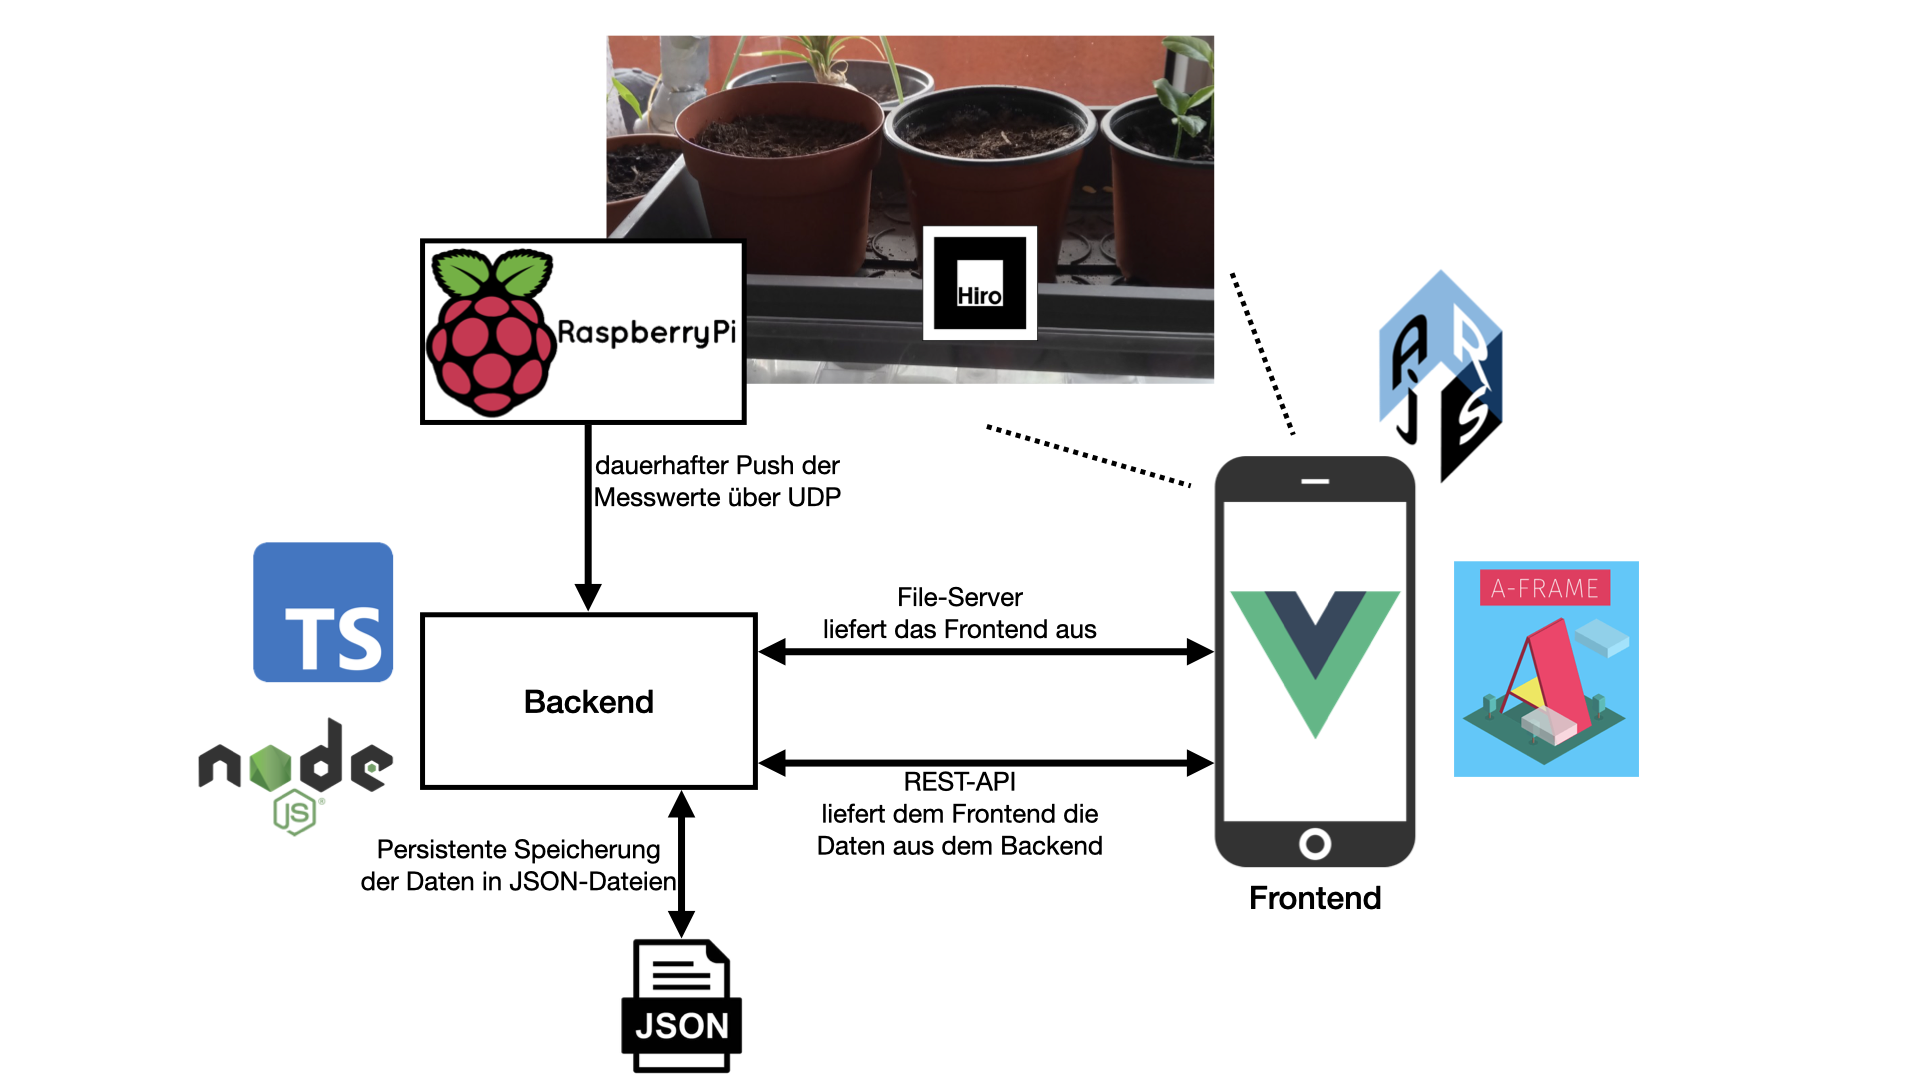 Hiro
RaspberryPi
AR
JS
dauerhafter Push der
Messwerte über UDP
TS
File-Server
liefert das Frontend aus
A-FRAME
Backend
node
JS®
REST-API
liefert dem Frontend die
Daten aus dem Backend
Persistente Speicherung
der Daten in JSON-Dateien
Frontend
JSON